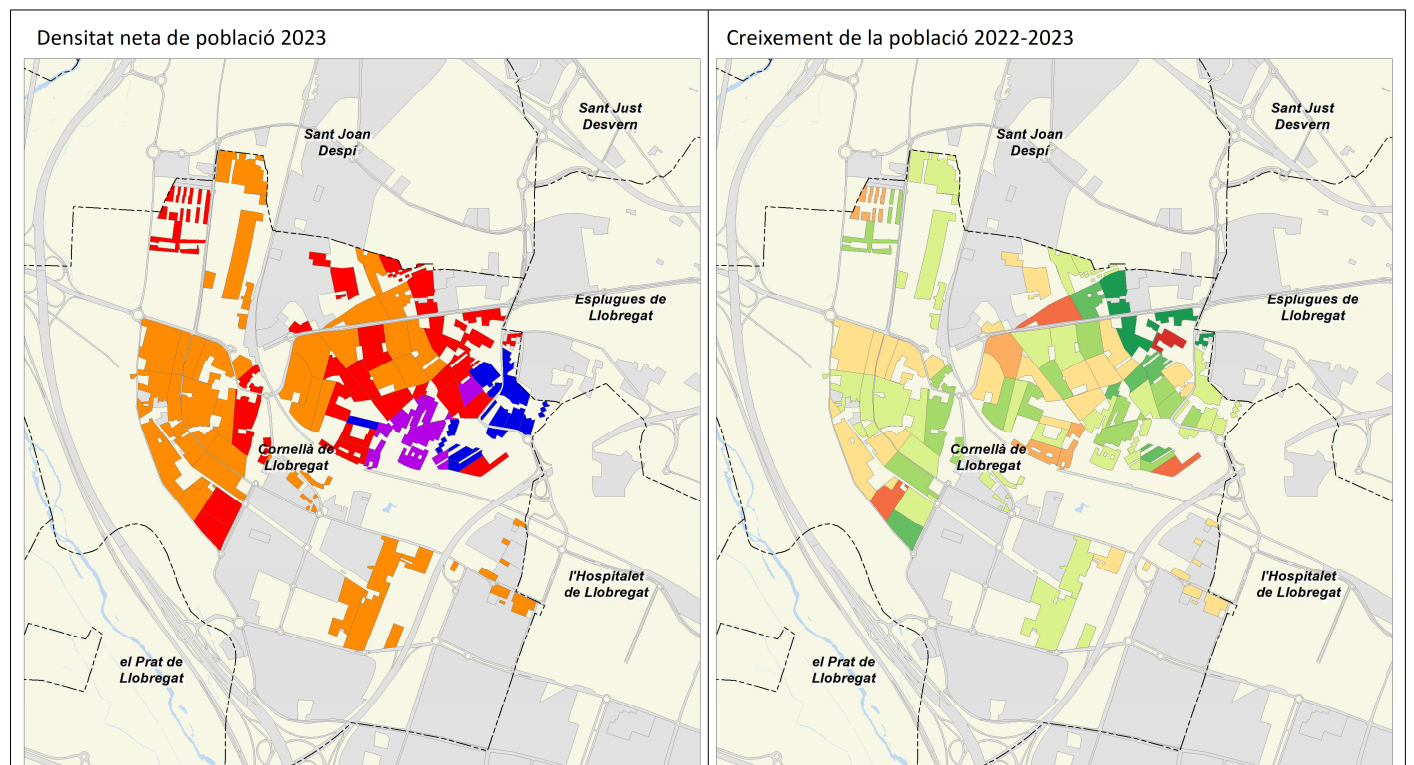 Densitat neta de població 2023
Sant Just
Desvern
Sant Joan
Despí
Esplugues de
Llobregat
Cornellà de
Llobregat
l'Hospitalet
de Llobregat
el Prat de
Llobregat
Creixement de la població 2022-2023
Sant Just
Desvern
Sant Joan
Despí
Esplugues de
Llobregat
Cornellà de
Llobregat
l'Hospitalet
de Llobregat
el Prat de
Llobregat